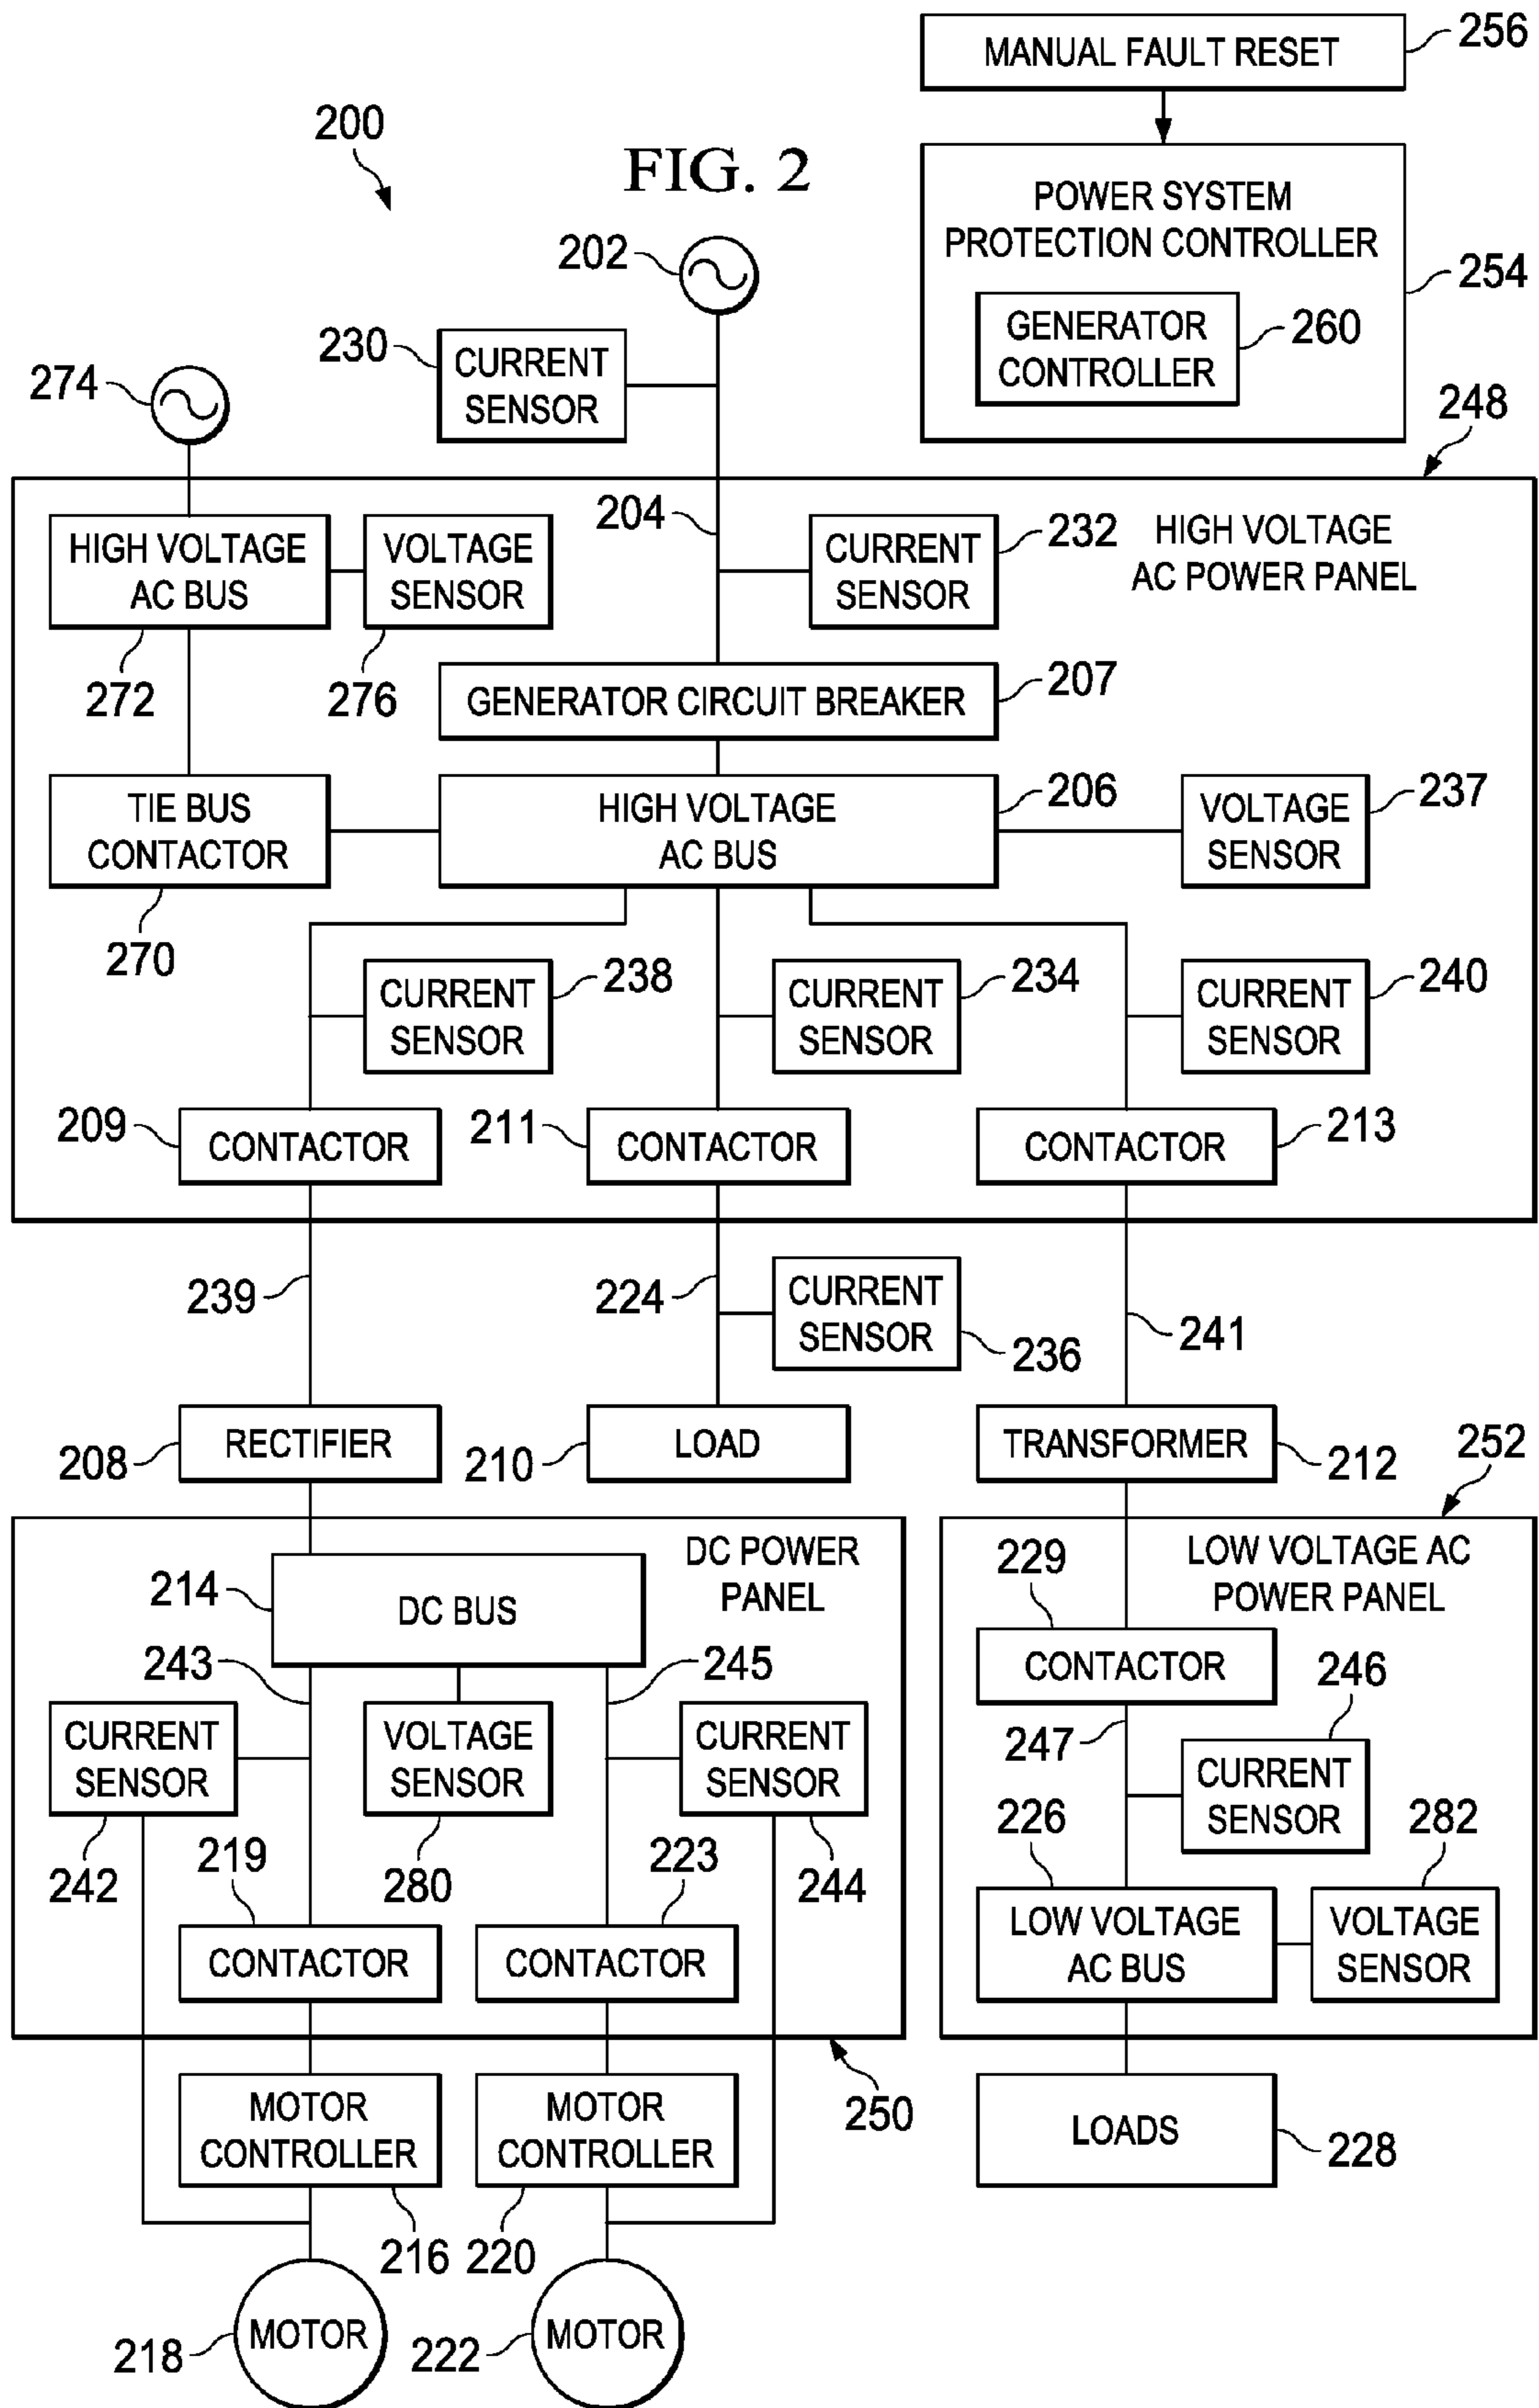 MANUAL FAULT RESET
256
200
FIG. 2
POWER SYSTEM
PROTECTION CONTROLLER
254
GENERATOR
CONTROLLER
260
202
230
CURRENT
SENSOR
274
248
HIGH VOLTAGE
AC POWER PANEL
204
CURRENT
SENSOR
232
HIGH VOLTAGE
AC BUS
VOLTAGE
SENSOR
272
276
GENERATOR CIRCUIT BREAKER
207
TIE BUS
CONTACTOR
HIGH VOLTAGE
AC BUS
206
VOLTAGE
SENSOR
237
270
CURRENT
SENSOR
238
CURRENT
SENSOR
234
CURRENT
SENSOR
240
209
CONTACTOR
211
CONTACTOR
CONTACTOR
213
239
224
CURRENT
SENSOR
236
241
RECTIFIER
208
LOAD
210
TRANSFORMER
212
252
DC POWER
PANEL
214
DC BUS
243
245
CURRENT
SENSOR
VOLTAGE
SENSOR
CURRENT
SENSOR
242
219
280
223
244
CONTACTOR
CONTACTOR
250
MOTOR
CONTROLLER
MOTOR
CONTROLLER
216
220
MOTOR
218
MOTOR
222
LOW VOLTAGE AC
POWER PANEL
229
CONTACTOR
246
247
CURRENT
SENSOR
226
282
LOW VOLTAGE
AC BUS
VOLTAGE
SENSOR
LOADS
228